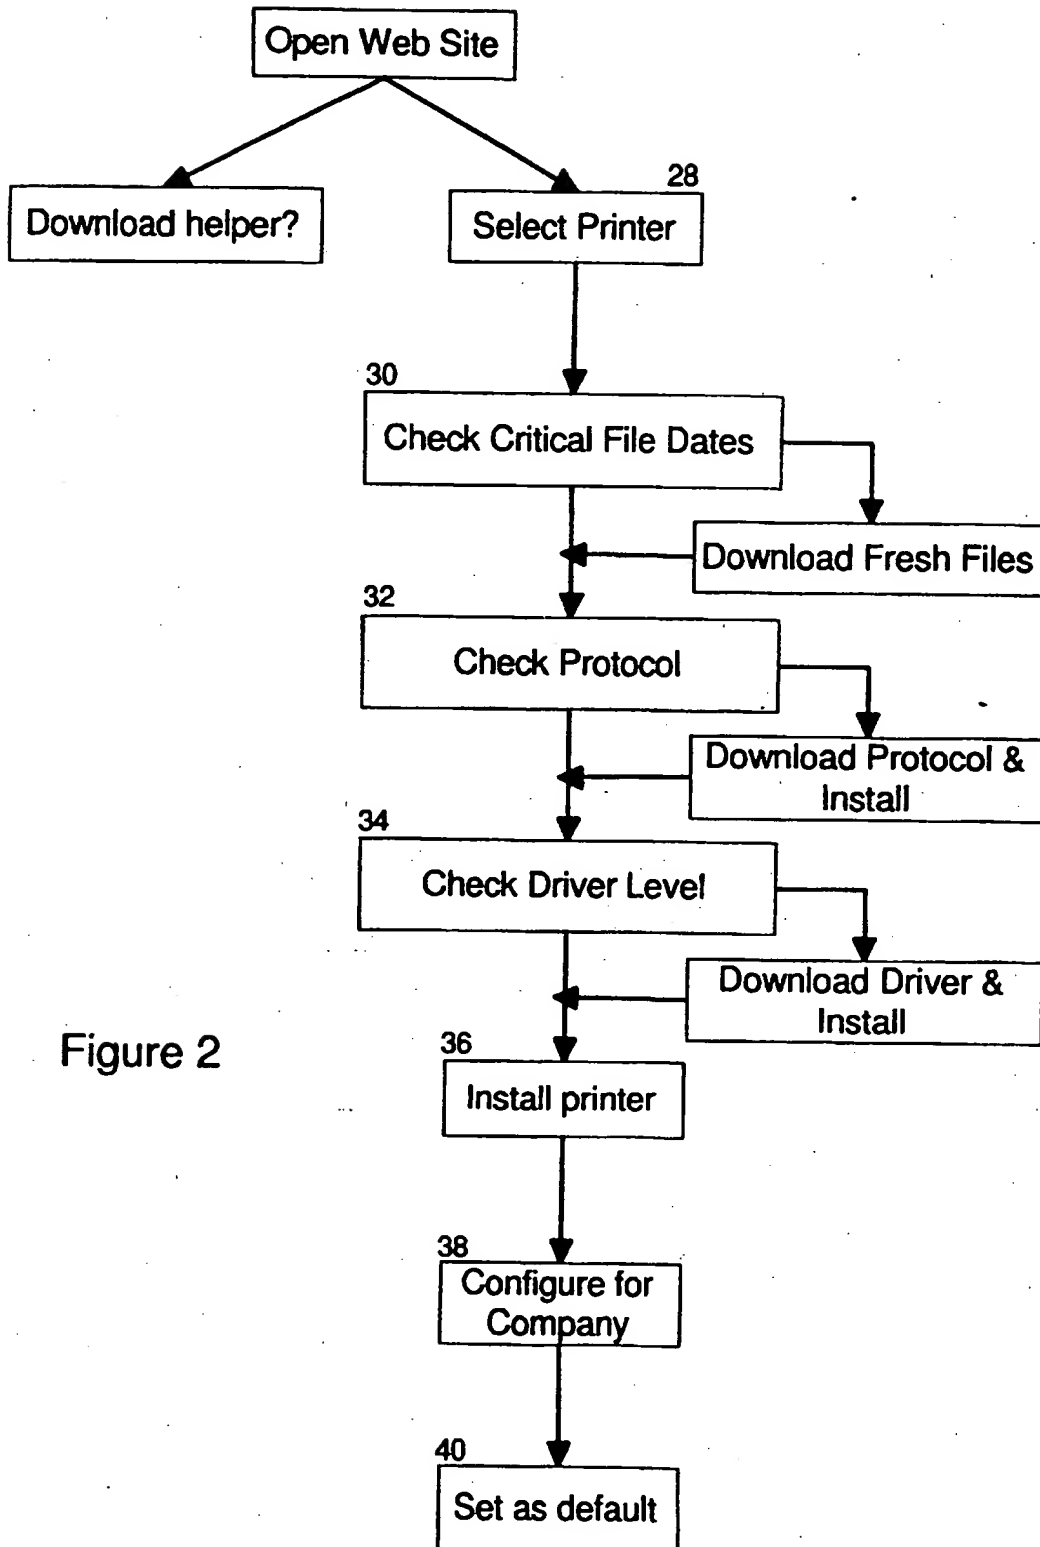 Open Web Site
Download helper?
28
Select Printer
30
Check Critical File Dates
Download Fresh Files
32
Check Protocol
Download Protocol &
Install
34
Check Driver Level
Download Driver &
Install
Figure 2
36
Install printer
38
Configure for
Company
40
Set as default